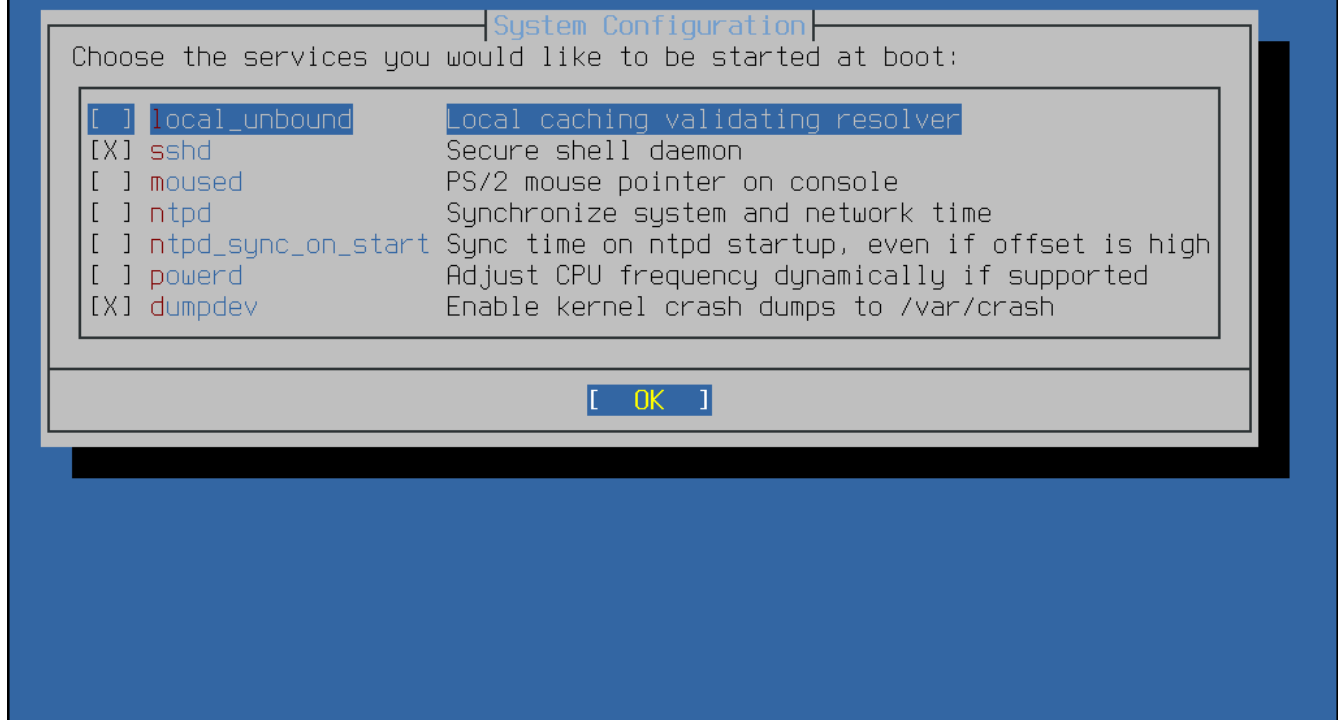 System Configuration
Choose the services you would like to be started at boot:
[ ] local_unbound Local caching validating resolver
[X] sshd Secure shell daemon
[ ] moused PS/2 mouse pointer on console
[ ] ntpd Synchronize system and network time
[ ] ntpd_sync_on_start Sync time on ntpd startup, even if offset is high
[ ] powerd Adjust CPU frequency dynamically if supported
[X] dumpdev Enable kernel crash dumps to /var/crash
[ OK ]